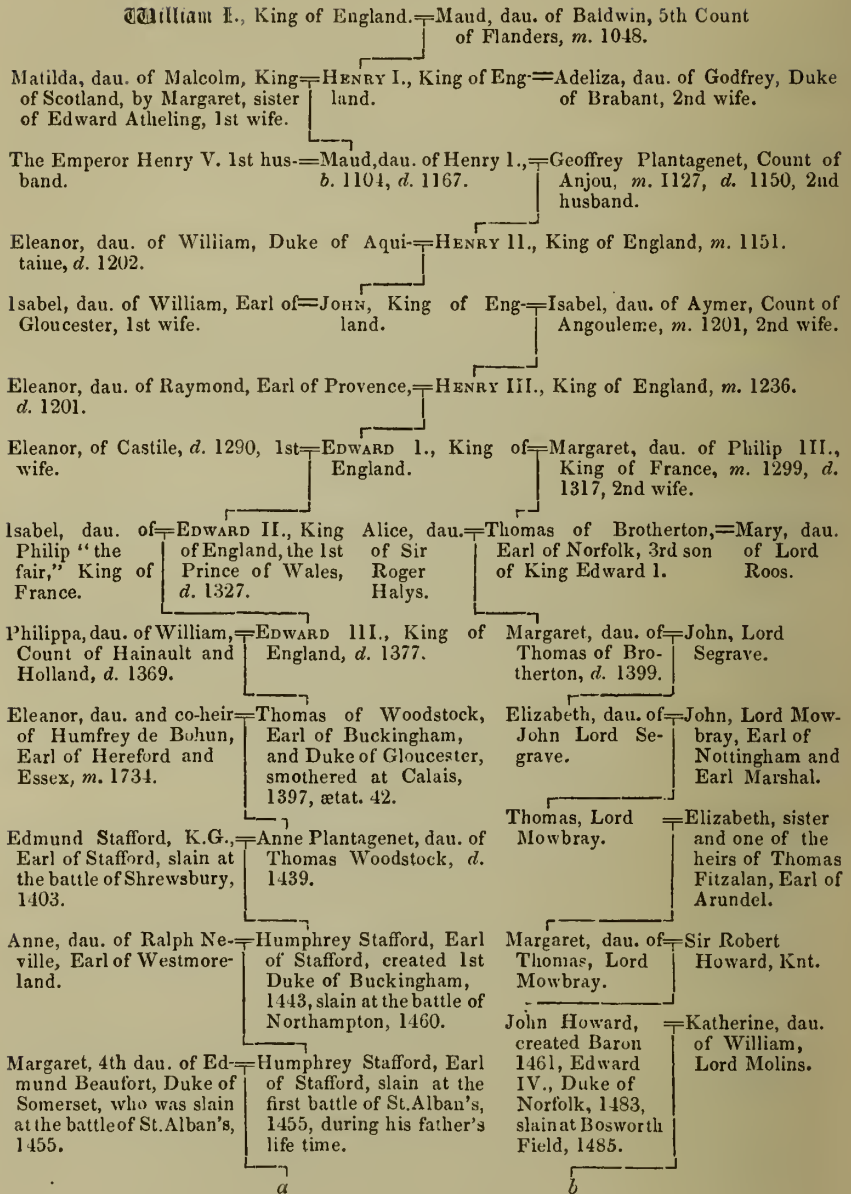 William I., King of England.=Maud, dau. of Baldwin, 5th Count
of Flanders, m. 1048.
Matilda, dau. of Malcolm, King
of Scotland, by Margaret, sister
of Edward Atheling, 1st wife.
=HENRY I., King of Eng-
land.
=Adeliza, dau. of Godfrey, Duke
of Brabant, 2nd wife.
The Emperor Henry V. 1st hus-
band.
=Maud, dau. of Henry I.,
b. 1104, d. 1167.
=Geoffrey Plantagenet, Count of
Anjou, m. 1127, d. 1150, 2nd
husband.
Eleanor, dau. of William, Duke of Aqui-
taine, d. 1202.
=HENRY II., King of England, m. 1151.
Isabel, dau. of William, Earl of
Gloucester, 1st wife.
=JOHN, King of Eng-
land.
=Isabel, dau. of Aymer, Count of
Angouleme, m. 1201, 2nd wife.
Eleanor, dau. of Raymond, Earl of Provence,
d. 1201.
=HENRY III., King of England, m. 1236.
Eleanor, of Castile, d. 1290, 1st
wife.
=EDWARD I., King of
England.
=Margaret, dau. of Philip III.,
King of France, m. 1299, d.
1317, 2nd wife.
Isabel, dau. of
Philip "the
fair," King of
France.
=EDWARD II., King
of England, the 1st
Prince of Wales,
d. 1327.
Alice, dau.
of Sir
Roger
Halys.
=Thomas of Brotherton,
Earl of Norfolk, 3rd son
of King Edward I.
=Mary, dau.
of Lord
Roos.
Philippa, dau. of William,
Count of Hainault and
Holland, d. 1369.
=EDWARD III., King of
England, d. 1377.
Margaret, dau. of
Thomas of Bro-
therton, d. 1399.
=John, Lord
Segrave.
Eleanor, dau. and co-heir
of Humfrey de Bohun,
Earl of Hereford and
Essex, m. 1734.
=Thomas of Woodstock,
Earl of Buckingham,
and Duke of Gloucester,
smothered at Calais,
1397, ætat. 42.
Elizabeth, dau. of
John Lord Se-
grave.
=John, Lord Mow-
bray, Earl of
Nottingham and
Earl Marshal.
Edmund Stafford, K.G.,
Earl of Stafford, slain at
the battle of Shrewsbury,
1403.
=Anne Plantagenet, dau. of
Thomas Woodstock, d.
1439.
Thomas, Lord
Mowbray.
=Elizabeth, sister
and one of the
heirs of Thomas
Fitzalan, Earl of
Arundel.
Anne, dau. of Ralph Ne-
ville, Earl of Westmore-
land.
=Humphrey Stafford, Earl
of Stafford, created 1st
Duke of Buckingham,
1443, slain at the battle of
Northampton, 1460.
Margaret, dau. of
Thomas, Lord
Mowbray.
=Sir Robert
Howard, Knt.
Margaret, 4th dau. of Ed-
mund Beaufort, Duke of
Somerset, who was slain
at the battle of St. Alban's,
1455.
=Humphrey Stafford, Earl
of Stafford, slain at the
first battle of St. Alban's,
1455, during his father's
life time.
John Howard,
created Baron
1461, Edward
IV., Duke of
Norfolk, 1483,
slain at Bosworth
Field, 1485.
=Katherine, dau.
of William,
Lord Molins.
a
b